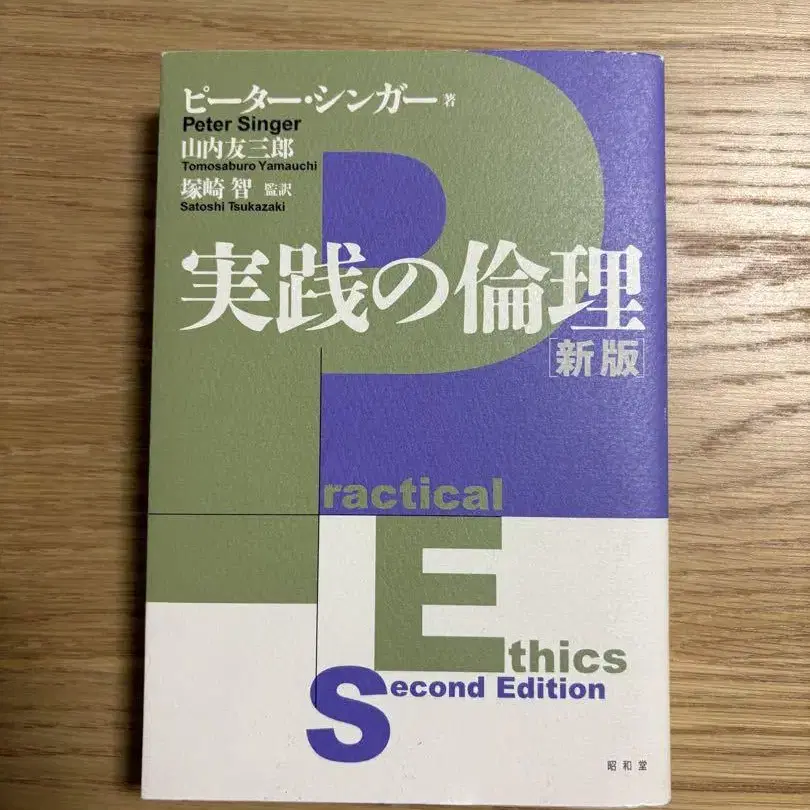 ピーター・シンガー 著
Peter Singer
山内友三郎
Tomosaburo Yamauchi
塚崎 智 監訳
Satoshi Tsukazaki
実践の倫理
[新版]
Practical
Ethics
Second Edition
昭和堂